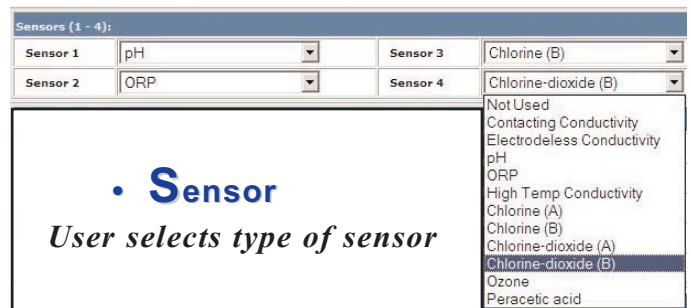 Sensors (1 - 4):
Sensor 1 pH Sensor 3 Chlorine (B)
Sensor 2 ORP Sensor 4 Chlorine-dioxide (B)
Not Used
Contacting Conductivity
Electrodeless Conductivity
pH
ORP
High Temp Conductivity
Chlorine (A)
Chlorine (B)
Chlorine-dioxide (A)
Chlorine-dioxide (B)
Ozone
Peracetic acid
• Sensor
User selects type of sensor